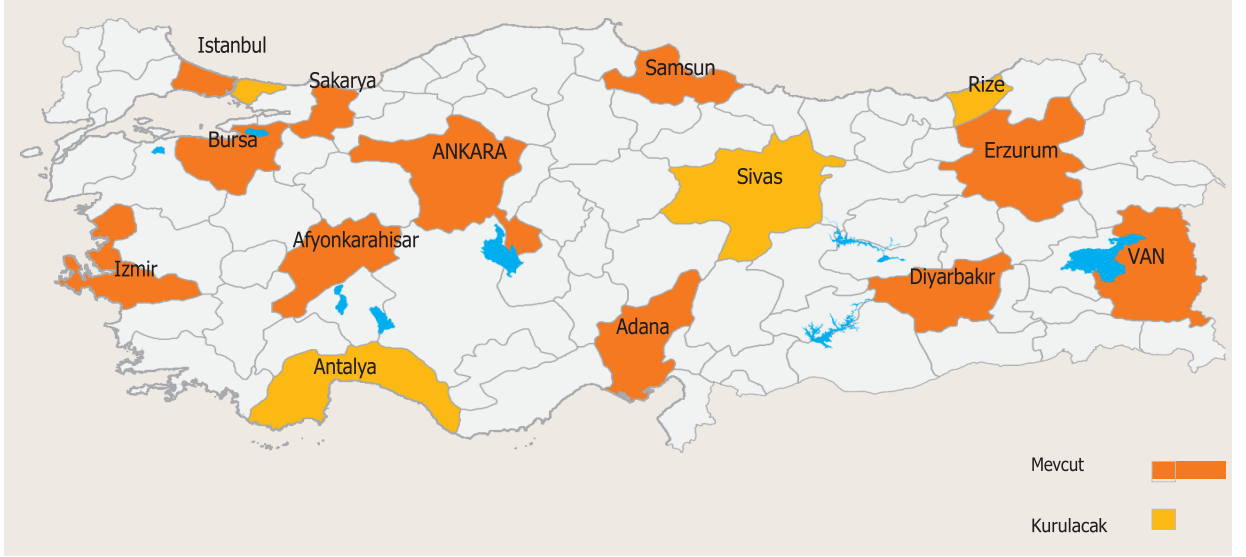 Istanbul
Sakarya
Samsun
Rize
Bursa
ANKARA
Erzurum
Sivas
Afyonkarahisar
Izmir
VAN
Diyarbakır
Adana
Antalya
Mevcut
Kurulacak